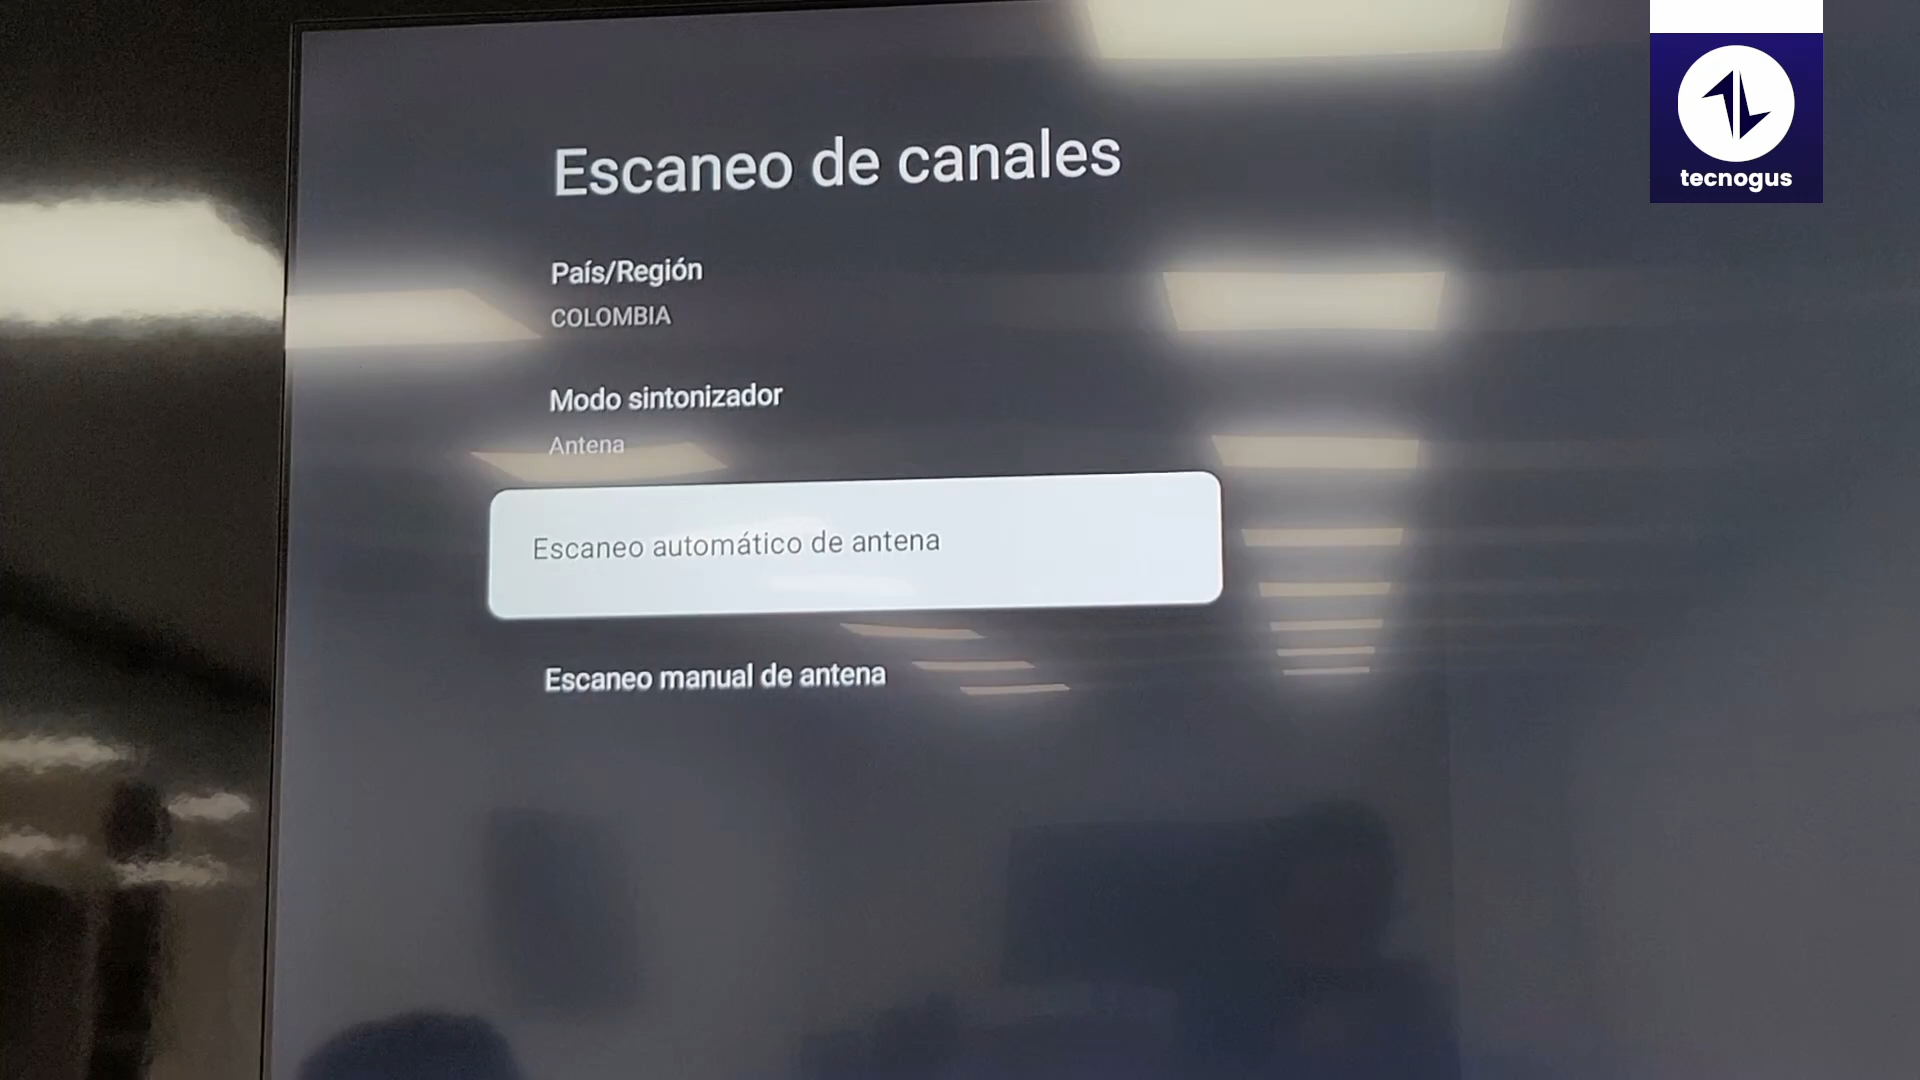 Escaneo de canales
País/Región
COLOMBIA
Modo sintonizador
Antena
Escaneo automático de antena
Escaneo manual de antena
tecnogus